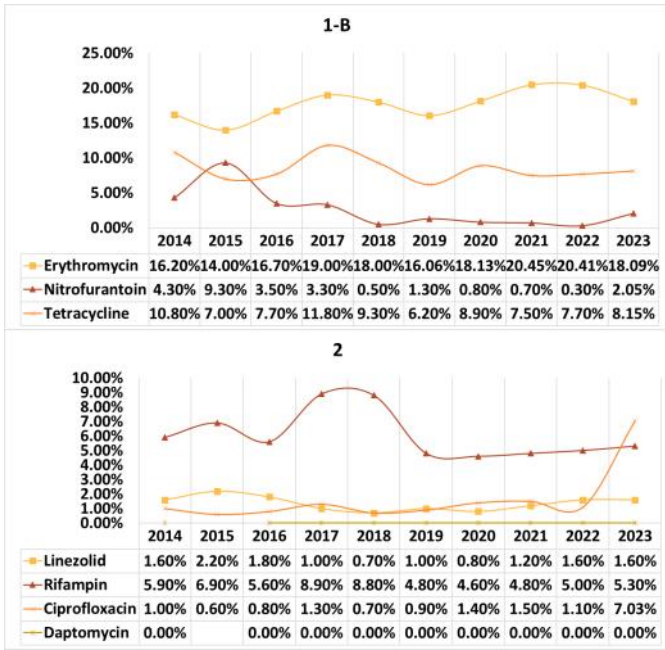 1-B
25.00%
20.00%
15.00%
10.00%
5.00%
0.00%
2014 2015 2016 2017 2018 2019 2020 2021 2022 2023
Erythromycin 16.20% 14.00% 16.70% 19.00% 18.00% 16.06% 18.13% 20.45% 20.41% 18.09%
Nitrofurantoin 4.30% 9.30% 3.50% 3.30% 0.50% 1.30% 0.80% 0.70% 0.30% 2.05%
Tetracycline 10.80% 7.00% 7.70% 11.80% 9.30% 6.20% 8.90% 7.50% 7.70% 8.15%
2
10.00%
9.00%
8.00%
7.00%
6.00%
5.00%
4.00%
3.00%
2.00%
1.00%
0.00%
2014 2015 2016 2017 2018 2019 2020 2021 2022 2023
Linezolid 1.60% 2.20% 1.80% 1.00% 0.70% 1.00% 0.80% 1.20% 1.60% 1.60%
Rifampin 5.90% 6.90% 5.60% 8.90% 8.80% 4.80% 4.60% 4.80% 5.00% 5.30%
Ciprofloxacin 1.00% 0.60% 0.80% 1.30% 0.70% 0.90% 1.40% 1.50% 1.10% 7.03%
Daptomycin 0.00% 0.00% 0.00% 0.00% 0.00% 0.00% 0.00% 0.00% 0.00%